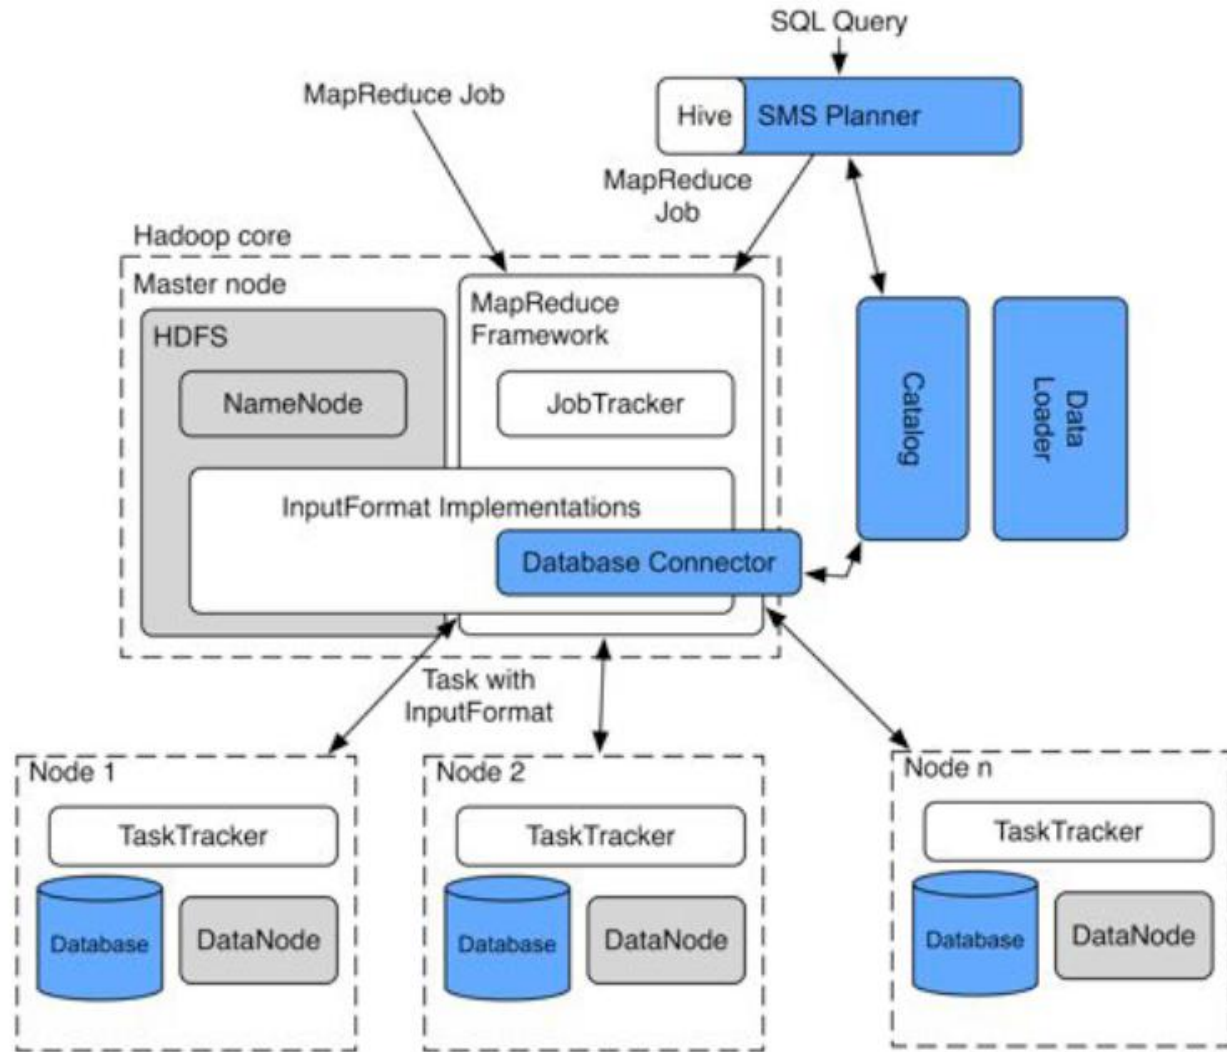 SQL Query
MapReduce Job
Hive
SMS Planner
MapReduce
Job
Hadoop core
Master node
HDFS
MapReduce
Framework
NameNode
JobTracker
Catalog
Data
Loader
InputFormat Implementations
Database Connector
Task with
InputFormat
Node 1
TaskTracker
Database
DataNode
Node 2
TaskTracker
Database
DataNode
Node n
TaskTracker
Database
DataNode